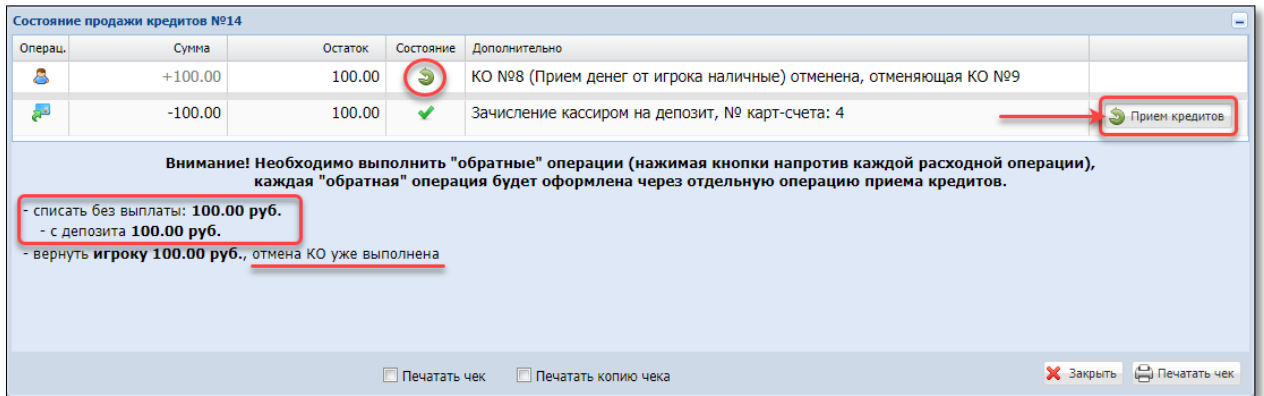 Состояние продажи кредитов №14
Операц. Сумма Остаток Состояние Дополнительно
+100.00 100.00 КО №8 (Прием денег от игрока наличные) отменена, отменяющая КО №9
-100.00 100.00 Зачисление кассиром на депозит, № карт-счета: 4 Прием кредитов
Внимание! Необходимо выполнить "обратные" операции (нажимая кнопки напротив каждой расходной операции),
каждая "обратная" операция будет оформлена через отдельную операцию приема кредитов.
- списать без выплаты: 100.00 руб.
- с депозита 100.00 руб.
- вернуть игроку 100.00 руб., отмена КО уже выполнена
Печатать чек Печатать копию чека Закрыть Печатать чек